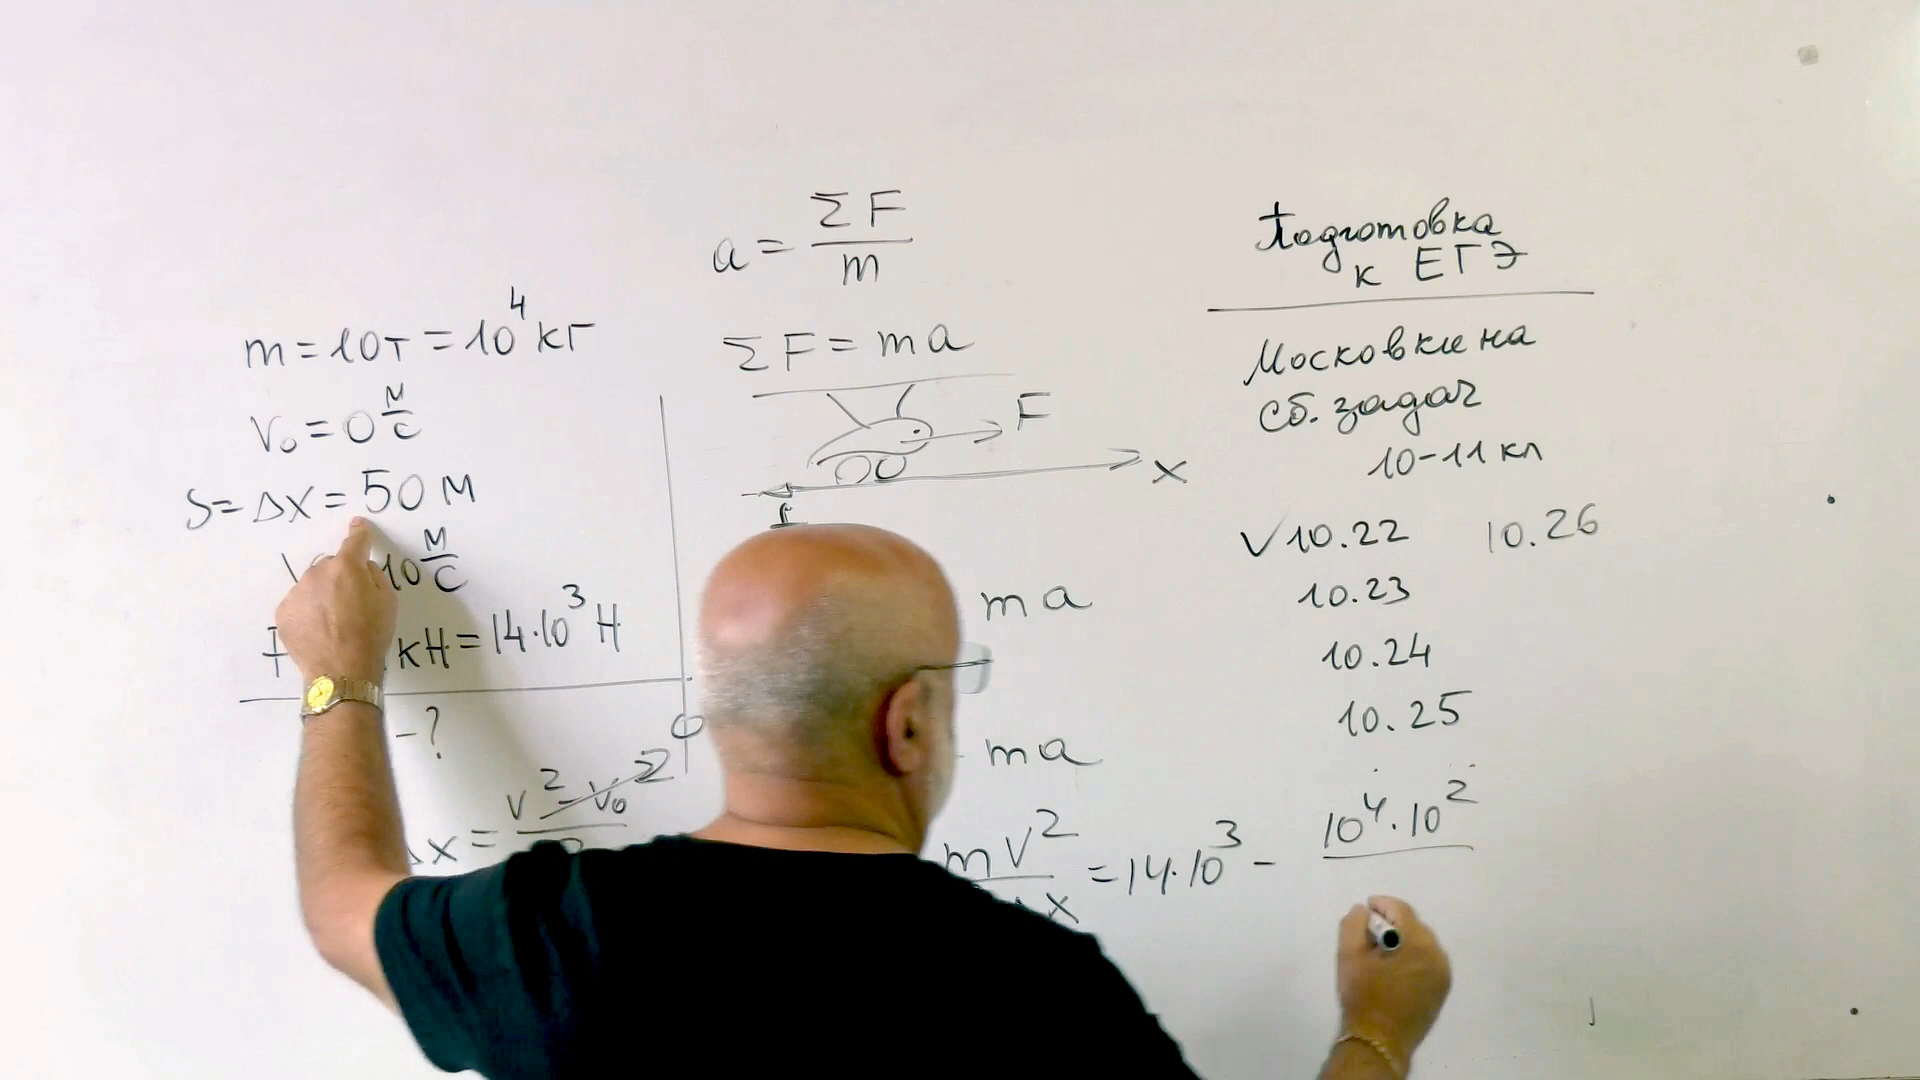 m = 10т = 10⁴ кг
v₀ = 0 м/с
S = Δx = 50 м
10 м/с
кН = 14·10³ Н
-?
Δx = v² - v₀²
a = ΣF/m
ΣF = ma
F
x
ma
ma
mv² = 14·10³ - 10⁴·10²
x
Подготовка
к ЕГЭ
Московкина
Сб. задач
10-11 кл
√10.22 10.26
10.23
10.24
10.25